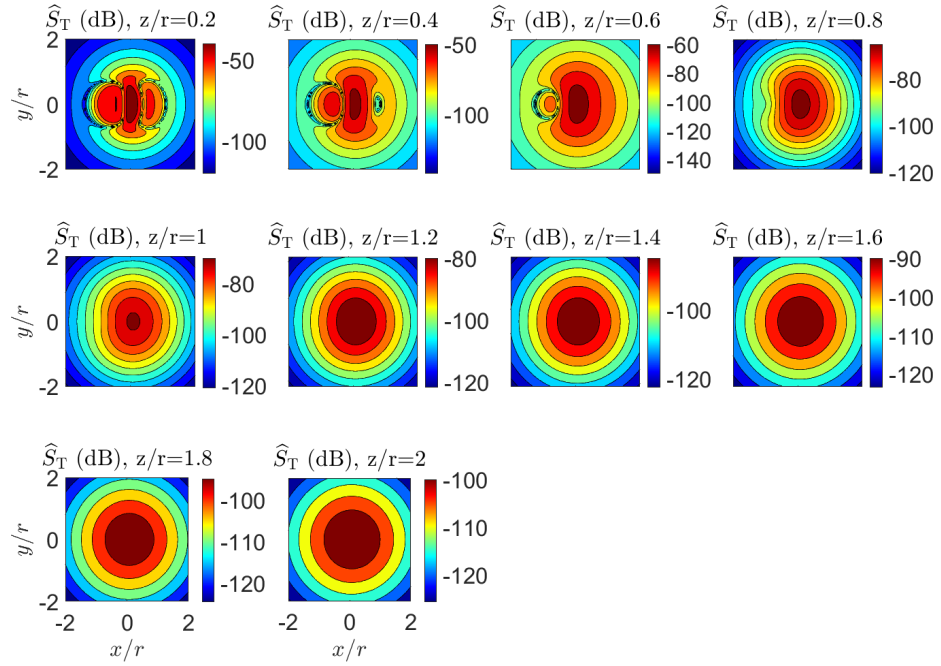 Ŝ_T (dB), z/r=0.2 Ŝ_T (dB), z/r=0.4 Ŝ_T (dB), z/r=0.6 Ŝ_T (dB), z/r=0.8
2 -50 -50 -60 -80
y/r 0 -100 -100 -80 -100 -120 -100
-2 -140 -120
Ŝ_T (dB), z/r=1 Ŝ_T (dB), z/r=1.2 Ŝ_T (dB), z/r=1.4 Ŝ_T (dB), z/r=1.6
2 -80 -90
y/r 0 -80 -100 -100 -100 -110
-2 -120 -120 -120 -120
Ŝ_T (dB), z/r=1.8 Ŝ_T (dB), z/r=2
2 -100 -100
y/r 0 -110 -110
-2 -120 -120
-2 0 2 -2 0 2
x/r x/r